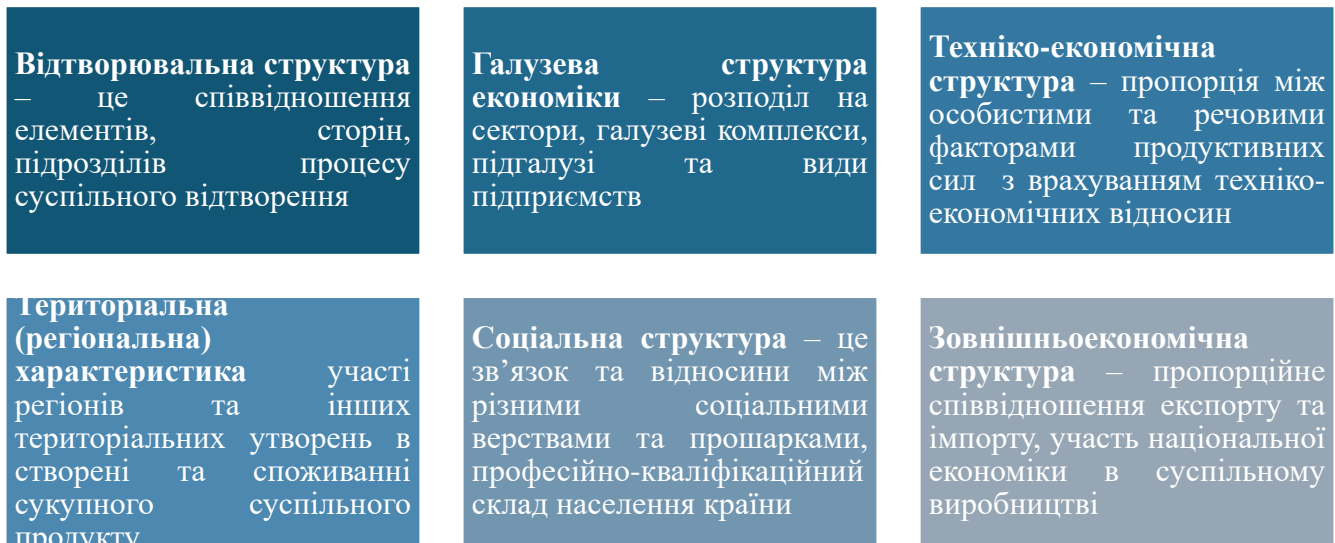 Відтворювальна структура
– це співвідношення
елементів, сторін,
підрозділів процесу
суспільного відтворення
Галузева структура
економіки – розподіл на
сектори, галузеві комплекси,
підгалузі та види
підприємств
Техніко-економічна
структура – пропорція між
особистими та речовими
факторами продуктивних
сил з врахуванням техніко-
економічних відносин
Територіальна
(регіональна)
характеристика участі
регіонів та інших
територіальних утворень в
створені та споживанні
сукупного суспільного
продукту
Соціальна структура – це
зв’язок та відносини між
різними соціальними
верствами та прошарками,
професійно-кваліфікаційний
склад населення країни
Зовнішньоекономічна
структура – пропорційне
співвідношення експорту та
імпорту, участь національної
економіки в суспільному
виробництві